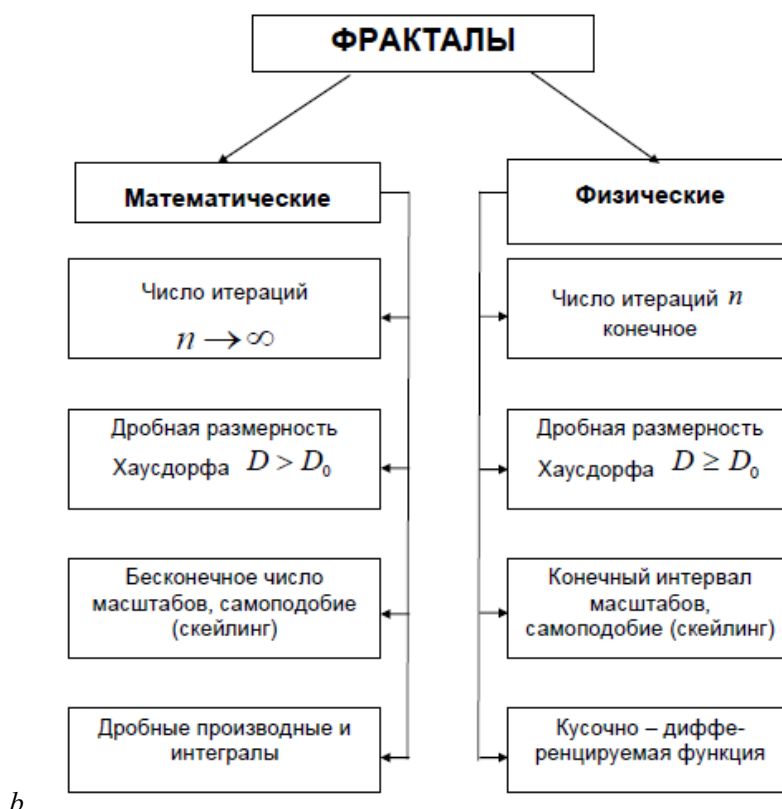 ФРАКТАЛЫ
Математические
Физические
Число итераций
n → ∞
Число итераций n
конечное
Дробная размерность
Хаусдорфа D > D₀
Дробная размерность
Хаусдорфа D ≥ D₀
Бесконечное число
масштабов, самоподобие
(скейлинг)
Конечный интервал
масштабов,
самоподобие (скейлинг)
Дробные производные и
интегралы
Кусочно – диффе-
ренцируемая функция
b